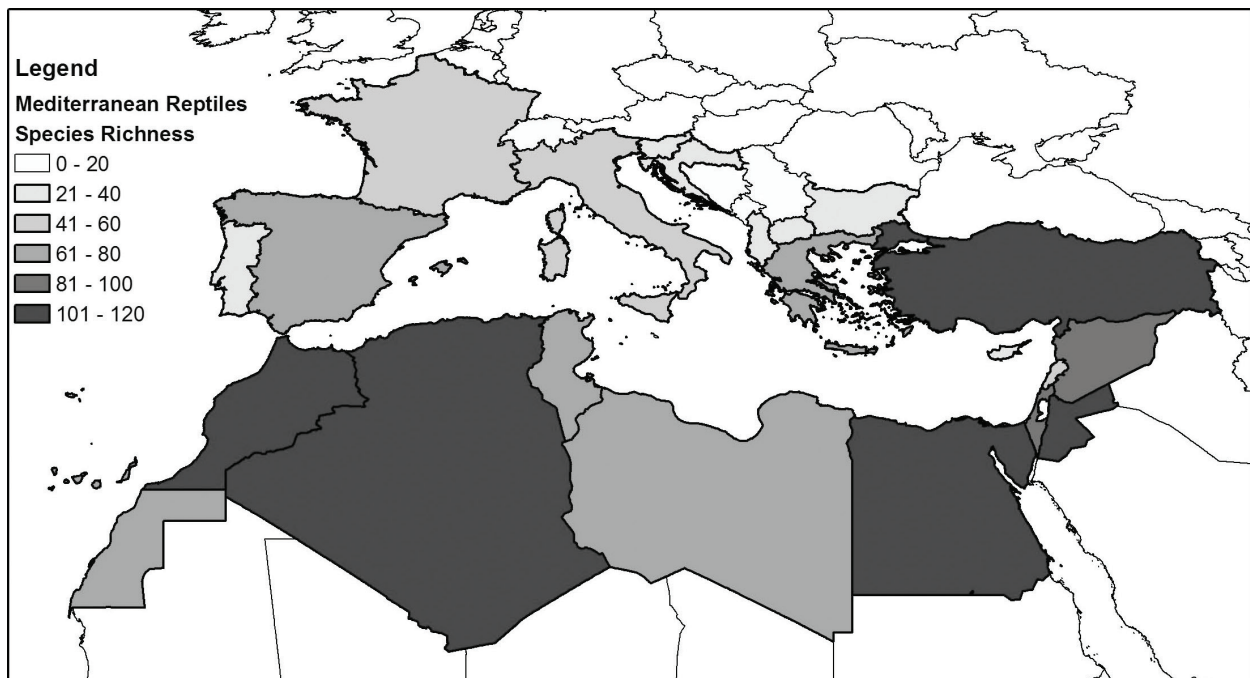 Legend
Mediterranean Reptiles
Species Richness
0 - 20
21 - 40
41 - 60
61 - 80
81 - 100
101 - 120